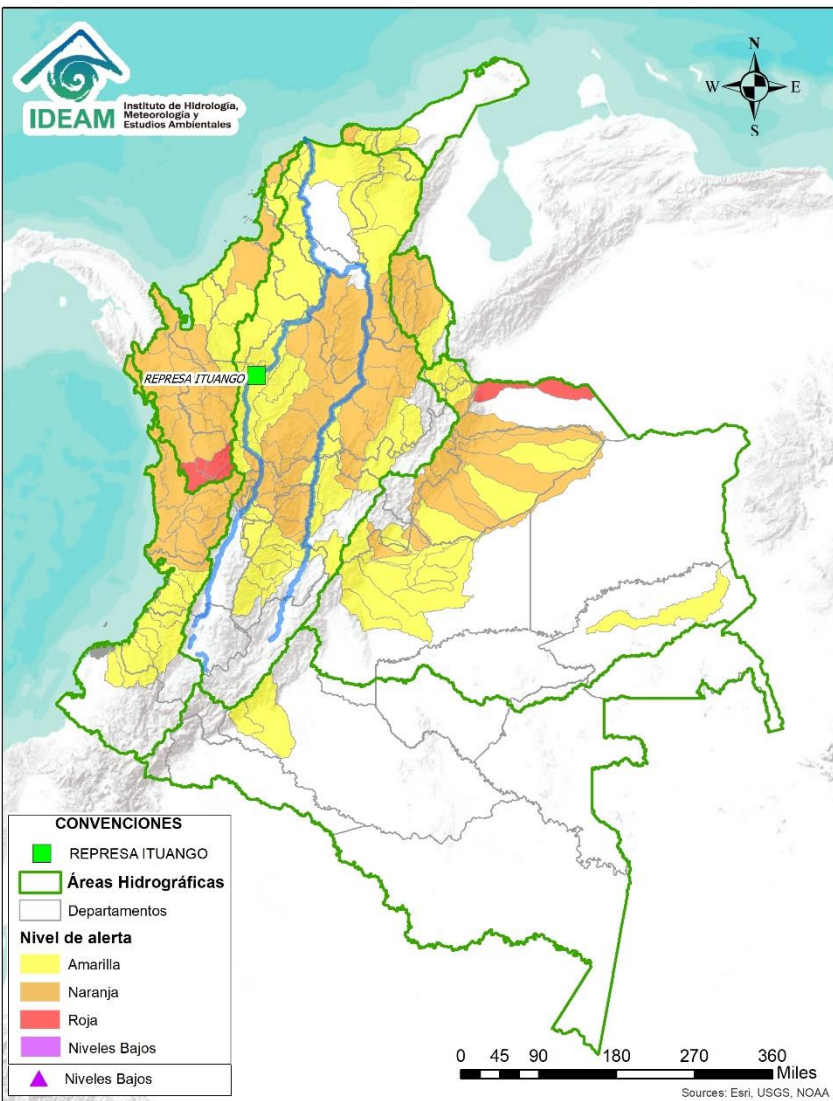 IDEAM
Instituto de Hidrología,
Meteorología y
Estudios Ambientales
N
W
E
S
REPRESA ITUANGO
CONVENCIONES
REPRESA ITUANGO
Áreas Hidrográficas
Departamentos
Nivel de alerta
Amarilla
Naranja
Roja
Niveles Bajos
Niveles Bajos
0 45 90 180 270 360
Miles
Sources: Esri, USGS, NOAA